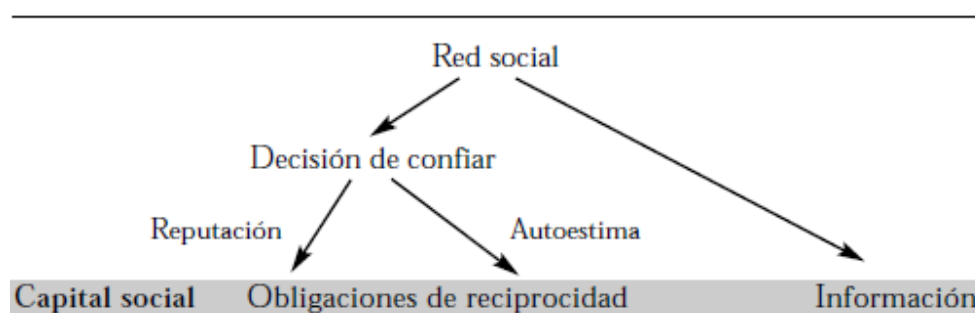 Red social
Decisión de confiar
Reputación Autoestima
Capital social Obligaciones de reciprocidad Información